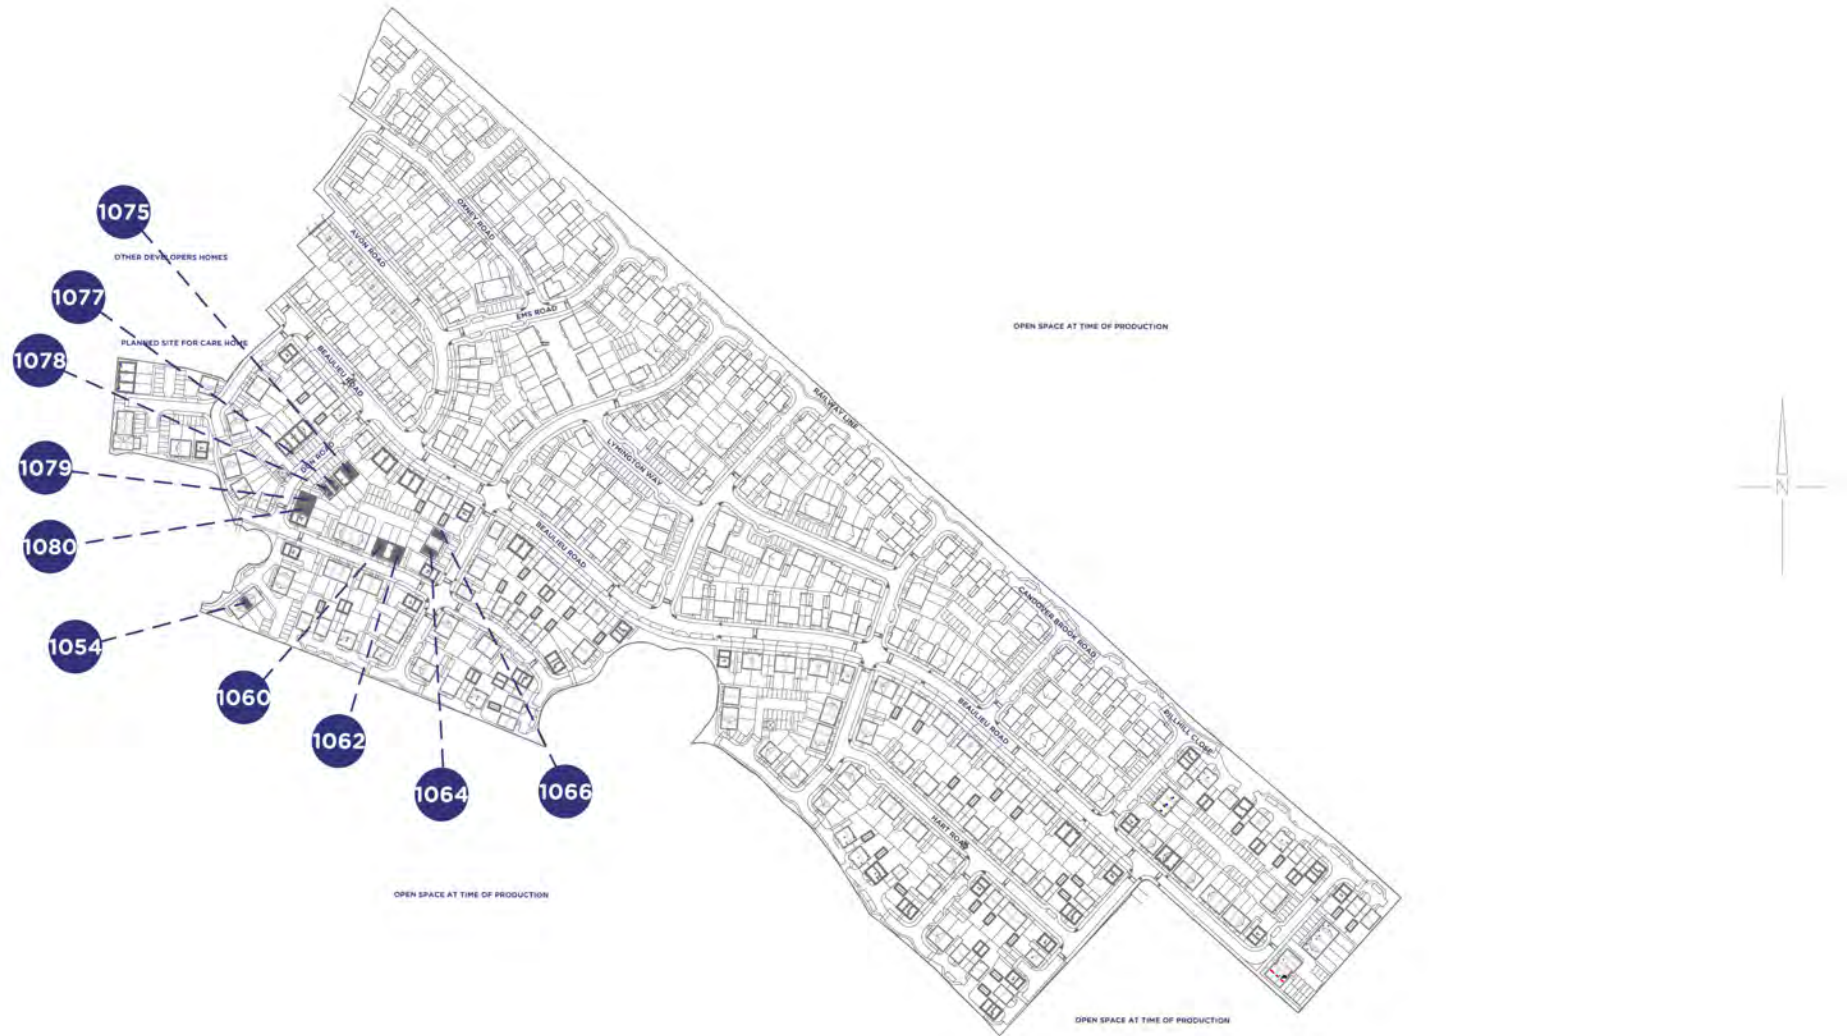 1075
OTHER DEVELOPERS HOMES
1077
PLANNED SITE FOR CARE HOME
1078
1079
1080
1054
1060
1062
1064
1066
OXNEY ROAD
AVON ROAD
EMS ROAD
BEAULIEU ROAD
RAILWAY LINE
LYMINGTON WAY
BEAULIEU ROAD
CANDOVER BROOK ROAD
BEAULIEU ROAD
PILLHILL CLOSE
HART ROAD
OPEN SPACE AT TIME OF PRODUCTION
OPEN SPACE AT TIME OF PRODUCTION
OPEN SPACE AT TIME OF PRODUCTION
N